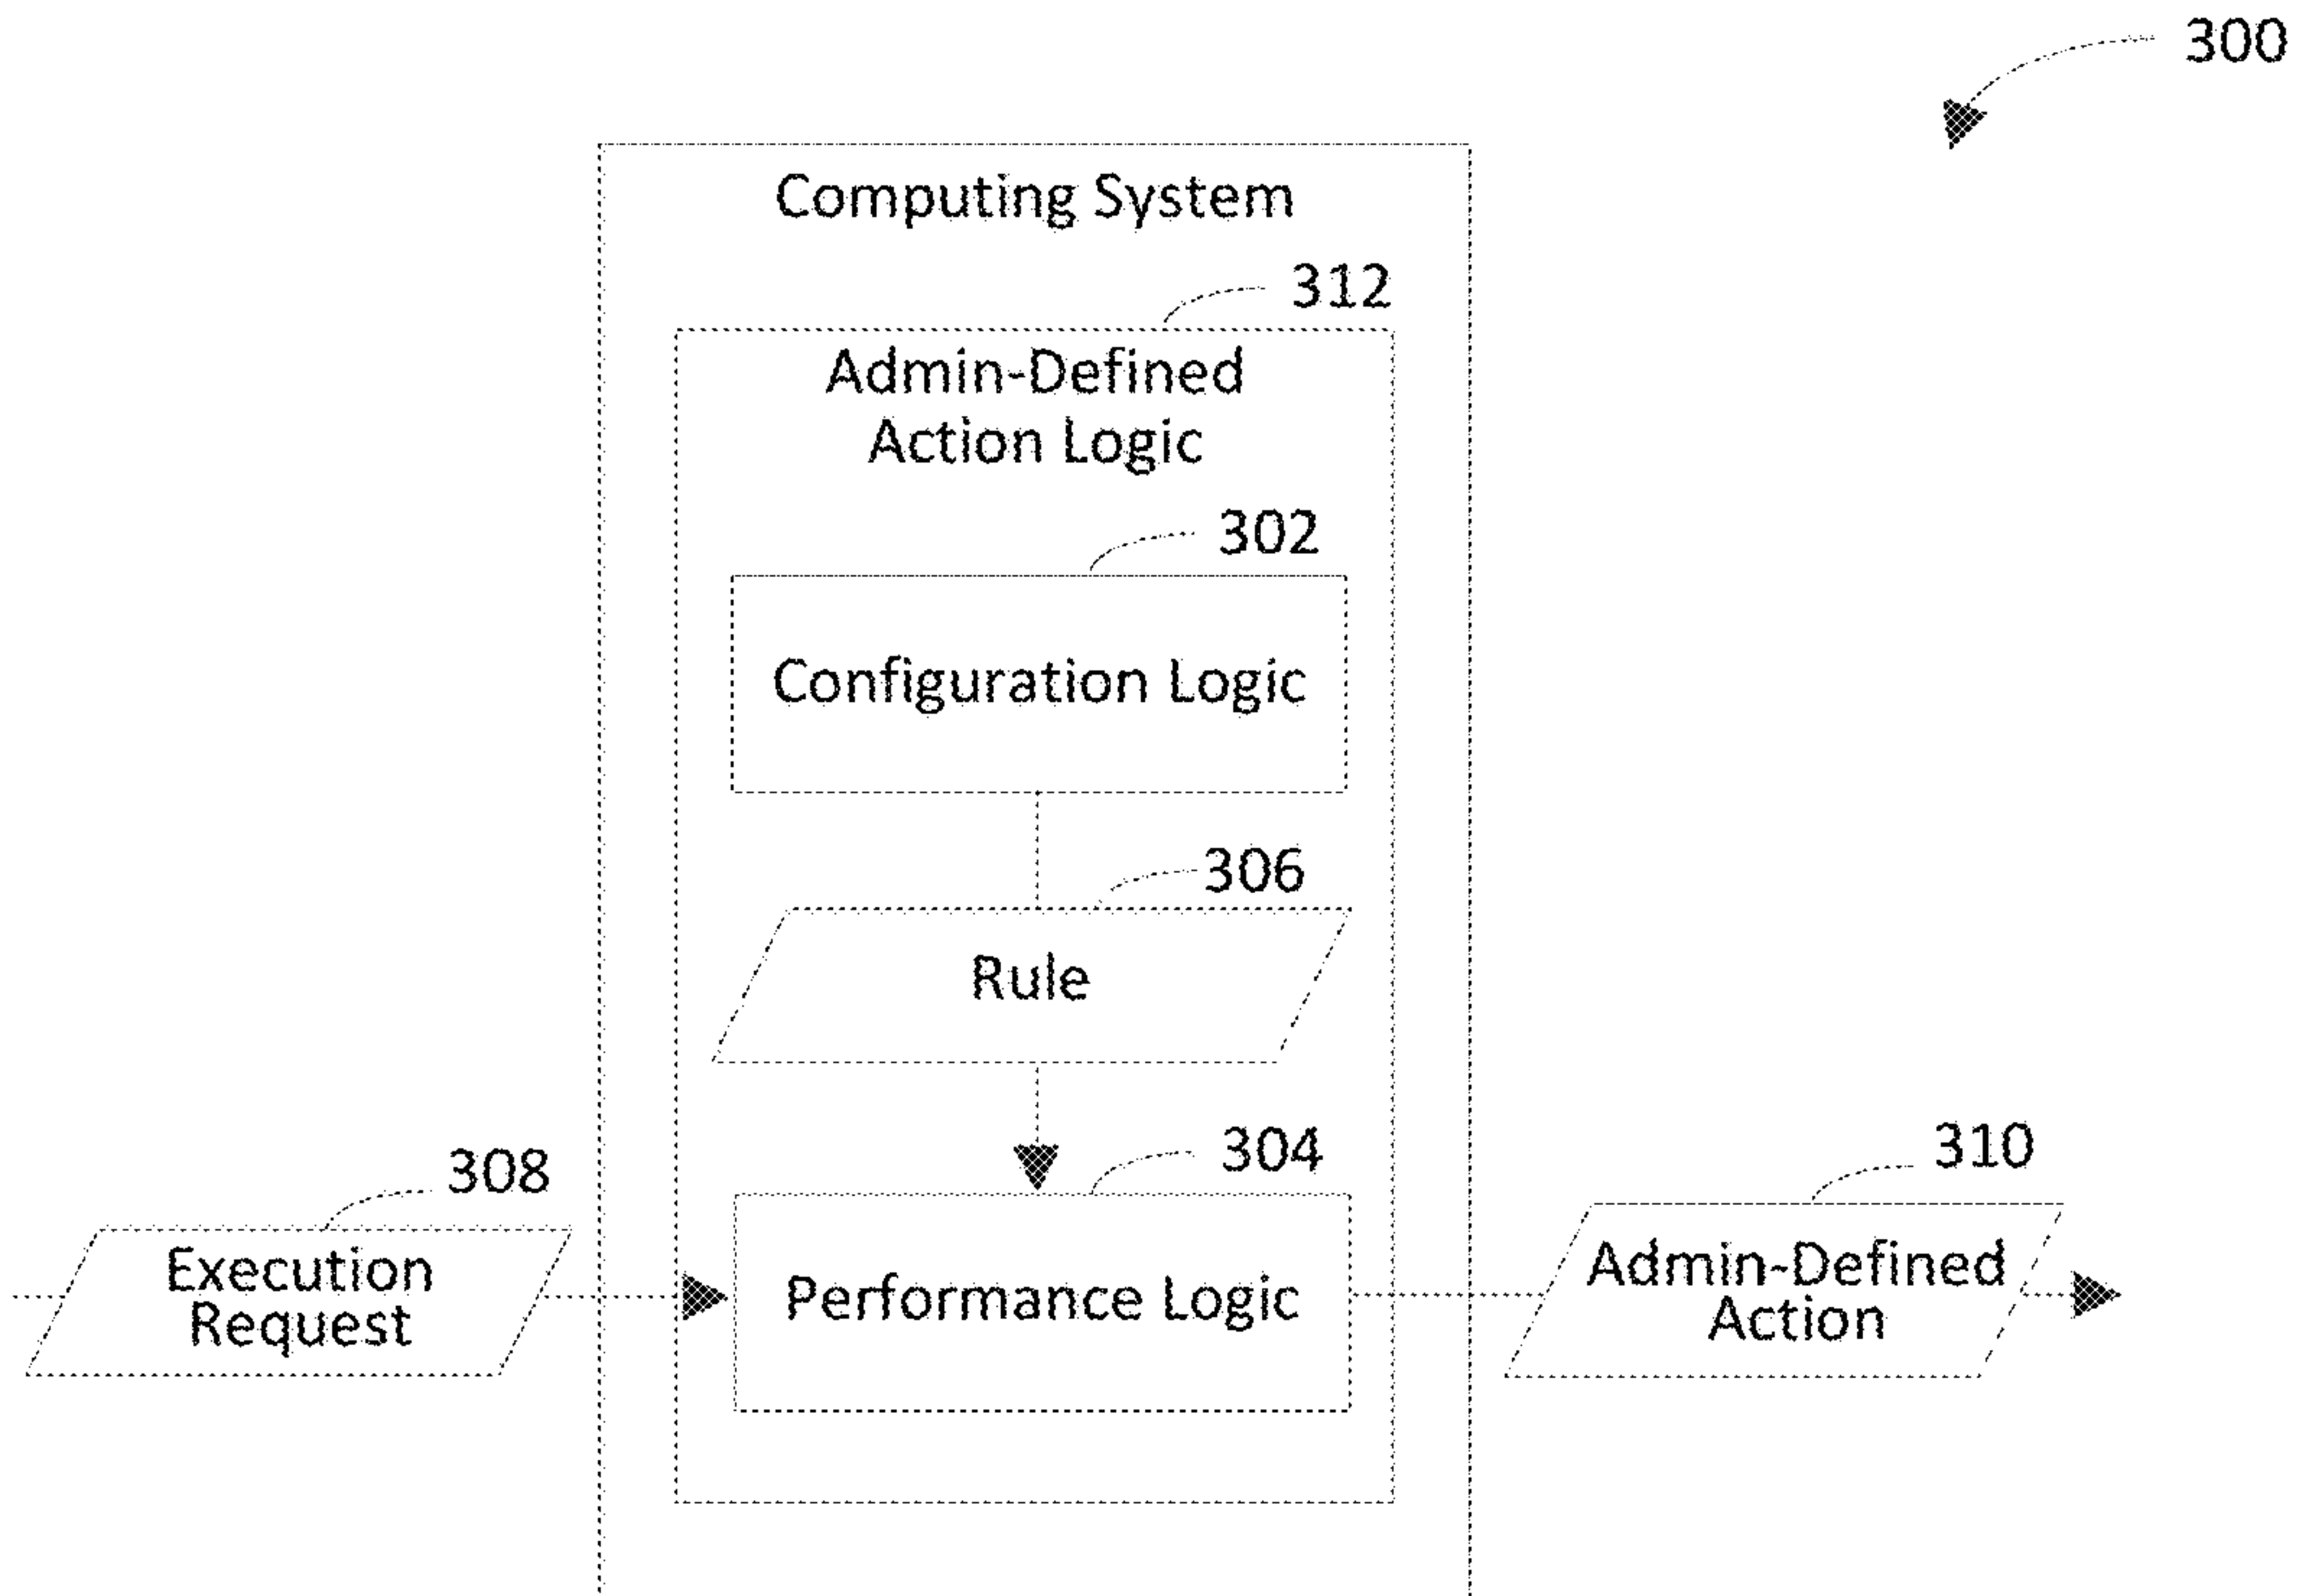 300
Computing System
312
Admin-Defined
Action Logic
302
Configuration Logic
306
Rule
304
Performance Logic
308
Execution
Request
310
Admin-Defined
Action